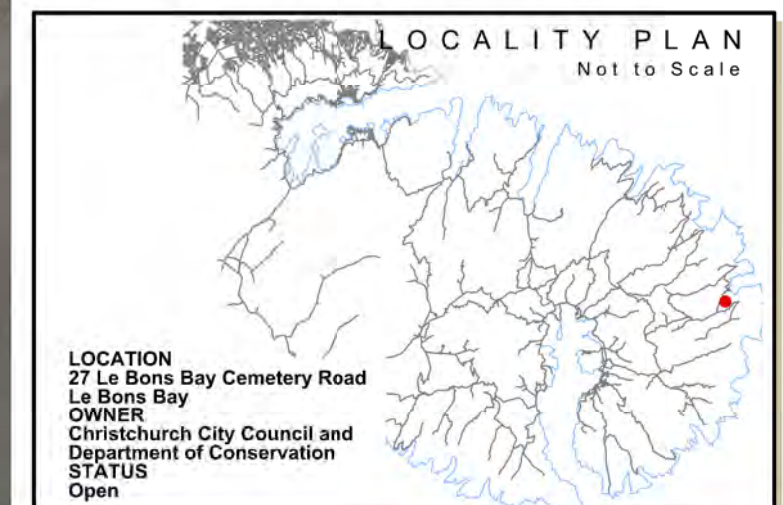 LOCALITY PLAN
Not to Scale
LOCATION
27 Le Bons Bay Cemetery Road
Le Bons Bay
OWNER
Christchurch City Council and
Department of Conservation
STATUS
Open